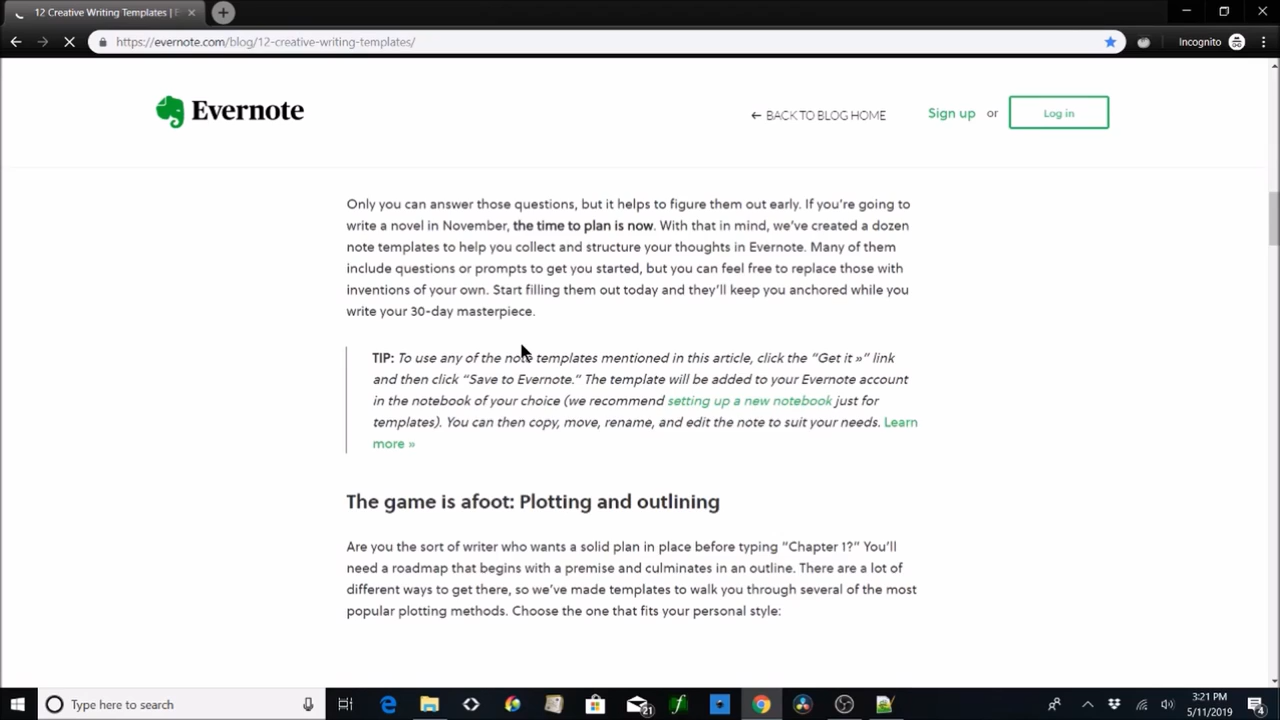 12 Creative Writing Templates | E
https://evernote.com/blog/12-creative-writing-templates/
Incognito
Evernote
← BACK TO BLOG HOME
Sign up or Log in
Only you can answer those questions, but it helps to figure them out early. If you're going to
write a novel in November, the time to plan is now. With that in mind, we've created a dozen
note templates to help you collect and structure your thoughts in Evernote. Many of them
include questions or prompts to get you started, but you can feel free to replace those with
inventions of your own. Start filling them out today and they'll keep you anchored while you
write your 30-day masterpiece.
TIP: To use any of the note templates mentioned in this article, click the “Get it »” link
and then click “Save to Evernote.” The template will be added to your Evernote account
in the notebook of your choice (we recommend setting up a new notebook just for
templates). You can then copy, move, rename, and edit the note to suit your needs. Learn
more »
The game is afoot: Plotting and outlining
Are you the sort of writer who wants a solid plan in place before typing “Chapter 1?” You'll
need a roadmap that begins with a premise and culminates in an outline. There are a lot of
different ways to get there, so we've made templates to walk you through several of the most
popular plotting methods. Choose the one that fits your personal style:
Type here to search
21
3:21 PM
5/11/2019
4